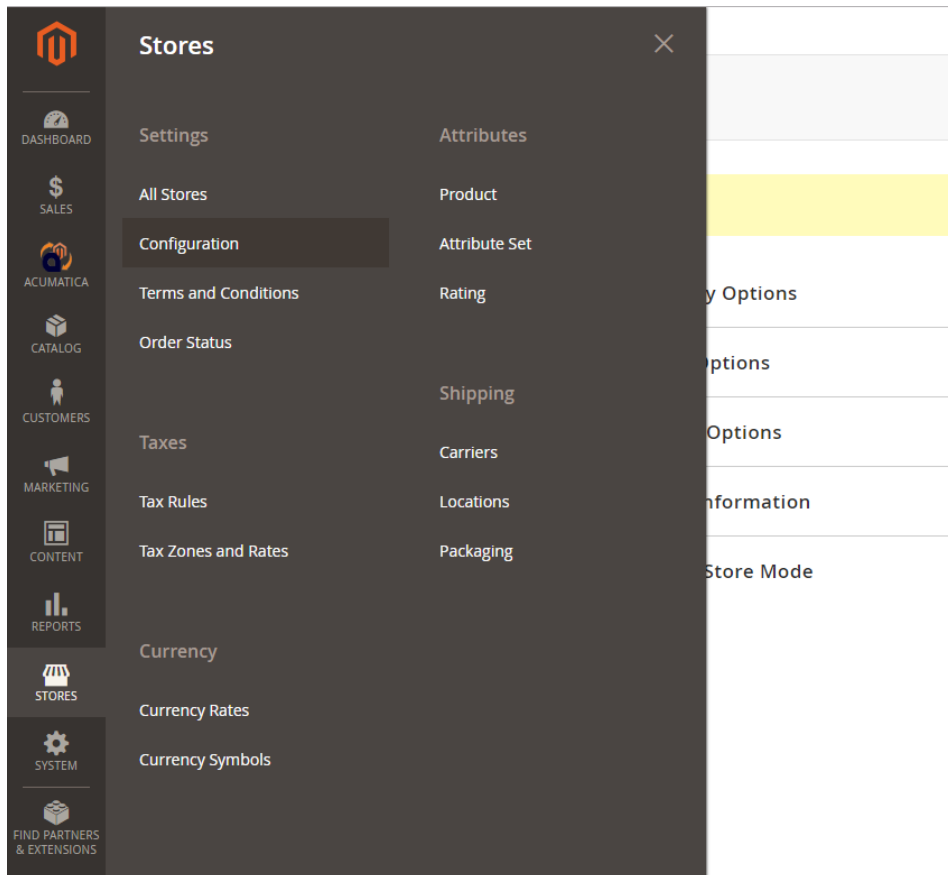 DASHBOARD
SALES
ACUMATICA
CATALOG
CUSTOMERS
MARKETING
CONTENT
REPORTS
STORES
SYSTEM
FIND PARTNERS
& EXTENSIONS
Stores
Settings
All Stores
Configuration
Terms and Conditions
Order Status
Taxes
Tax Rules
Tax Zones and Rates
Currency
Currency Rates
Currency Symbols
Attributes
Product
Attribute Set
Rating
Shipping
Carriers
Locations
Packaging
y Options
Options
Options
nformation
Store Mode